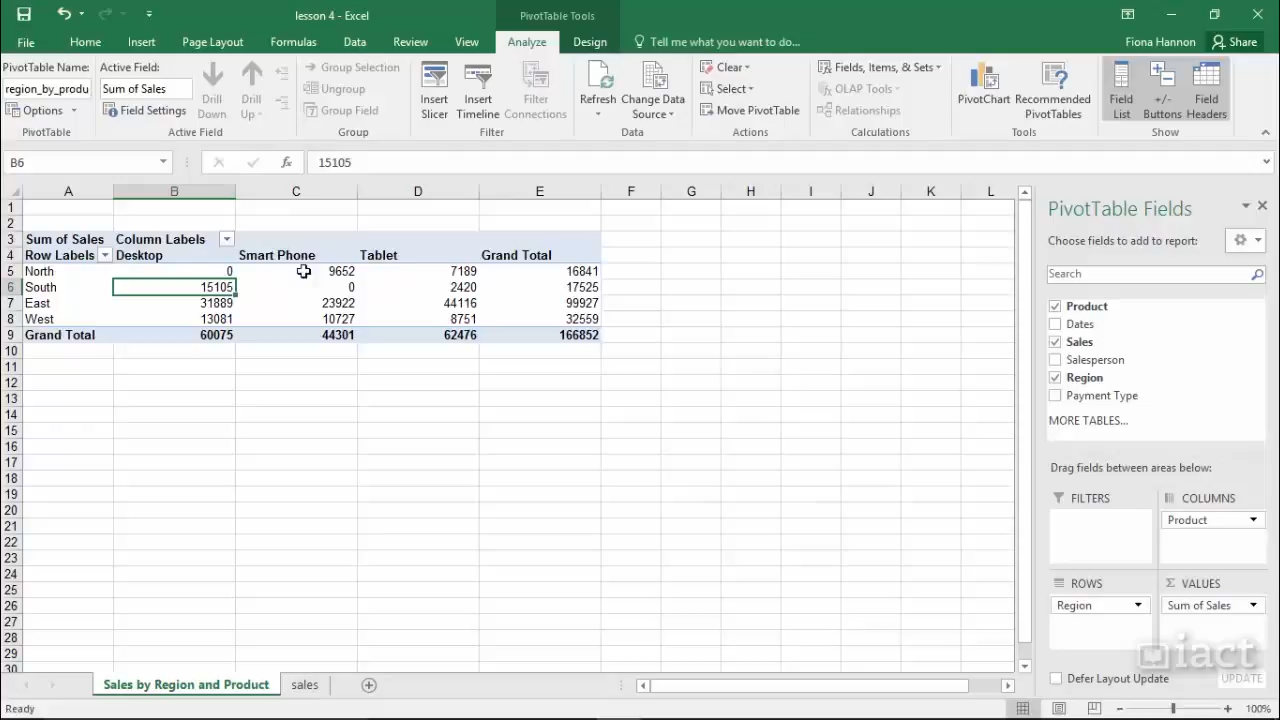 lesson 4 - Excel
PivotTable Tools
File Home Insert Page Layout Formulas Data Review View Analyze Design Tell me what you want to do... Fiona Hannon Share
PivotTable Name: Active Field:
region_by_produ Sum of Sales
Options Field Settings
Drill Down
Drill Up
Group Selection
Ungroup
Group Field
Insert Slicer
Insert Timeline
Filter Connections
Refresh
Change Data Source
Clear
Select
Move PivotTable
Fields, Items, & Sets
OLAP Tools
Relationships
PivotChart
Recommended PivotTables
Field List
+/- Buttons
Field Headers
PivotTable Active Field Group Filter Data Actions Calculations Tools Show
B6 fx 15105
A B C D E F G H I J K L
1
2
3 Sum of Sales Column Labels
4 Row Labels Desktop Smart Phone Tablet Grand Total
5 North 0 9652 7189 16841
6 South 15105 0 2420 17525
7 East 31889 23922 44116 99927
8 West 13081 10727 8751 32559
9 Grand Total 60075 44301 62476 166852
10
11
12
13
14
15
16
17
18
19
20
21
22
23
24
25
26
27
28
29
30
PivotTable Fields
Choose fields to add to report:
Search
Product
Dates
Sales
Salesperson
Region
Payment Type
MORE TABLES...
Drag fields between areas below:
FILTERS COLUMNS
Product
ROWS Σ VALUES
Region Sum of Sales
iact
Defer Layout Update UPDATE
Sales by Region and Product sales
Ready 100%